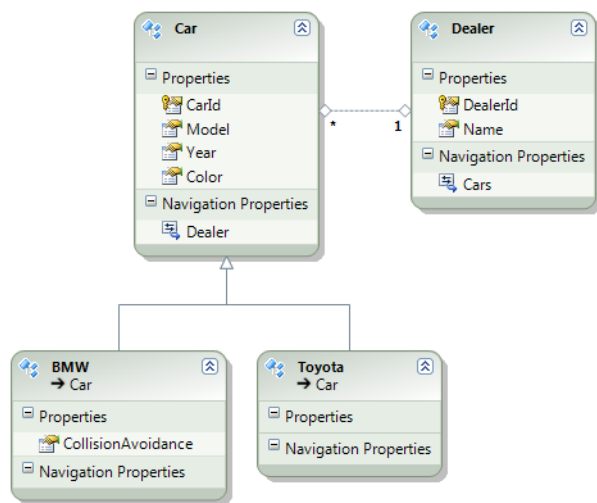 Car
Properties
CarId
Model
Year
Color
Navigation Properties
Dealer
* 1
Dealer
Properties
DealerId
Name
Navigation Properties
Cars
BMW
➔ Car
Properties
CollisionAvoidance
Navigation Properties
Toyota
➔ Car
Properties
Navigation Properties